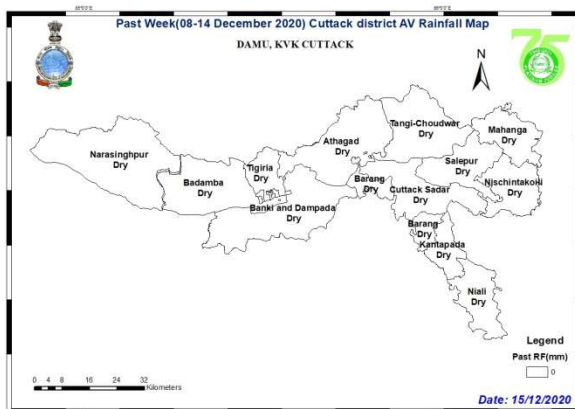 Past Week(08-14 December 2020) Cuttack district AV Rainfall Map
DAMU, KVK CUTTACK
N
75
Tangi-Choudwar
Dry
Mahanga
Dry
Athagad
Dry
Narasinghpur
Dry
Salepur
Dry
Tigiria
Dry
Badamba
Dry
Barang
Dry
Cuttack Sadar
Dry
Nischintakoili
Dry
Banki and Dampada
Dry
Barang
Dry
Kantapada
Dry
Niali
Dry
Legend
Past RF(mm)
0
0 4 8 16 24 32
Kilometers
Date: 15/12/2020